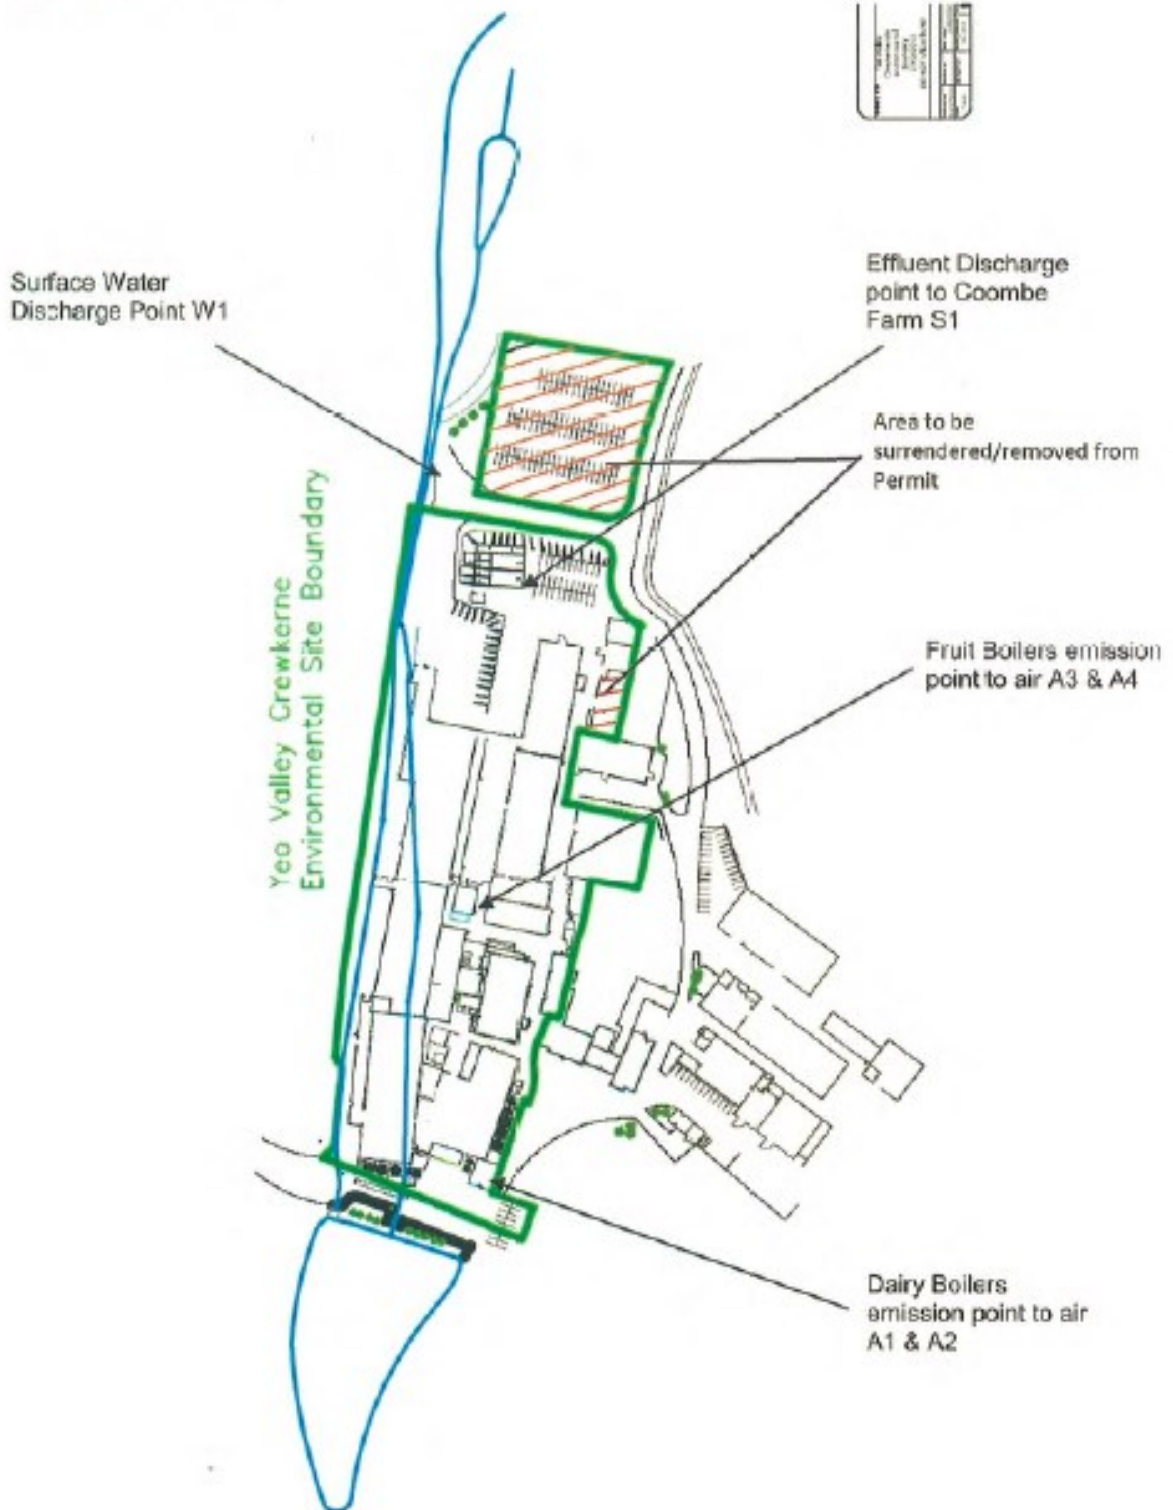 Surface Water
Discharge Point W1
Effluent Discharge
point to Coombe
Farm S1
Area to be
surrendered/removed from
Permit
Yeo Valley Crewkerne
Environmental Site Boundary
Fruit Boilers emission
point to air A3 & A4
Dairy Boilers
emission point to air
A1 & A2